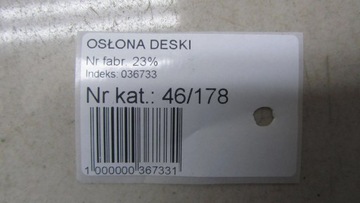 OSŁONA DESKI
Nr fabr. 23%
Indeks: 036733
Nr kat.: 46/178
1 000000 367331